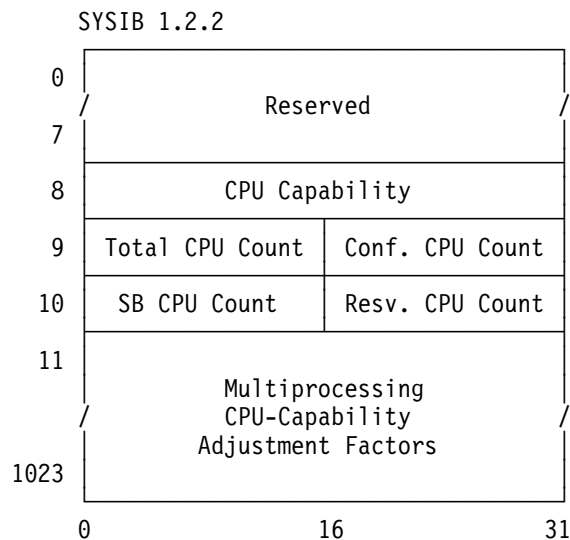 SYSIB 1.2.2
0
/ Reserved /
7
8 CPU Capability
9 Total CPU Count Conf. CPU Count
10 SB CPU Count Resv. CPU Count
11
Multiprocessing
/ CPU-Capability /
Adjustment Factors
1023
0 16 31